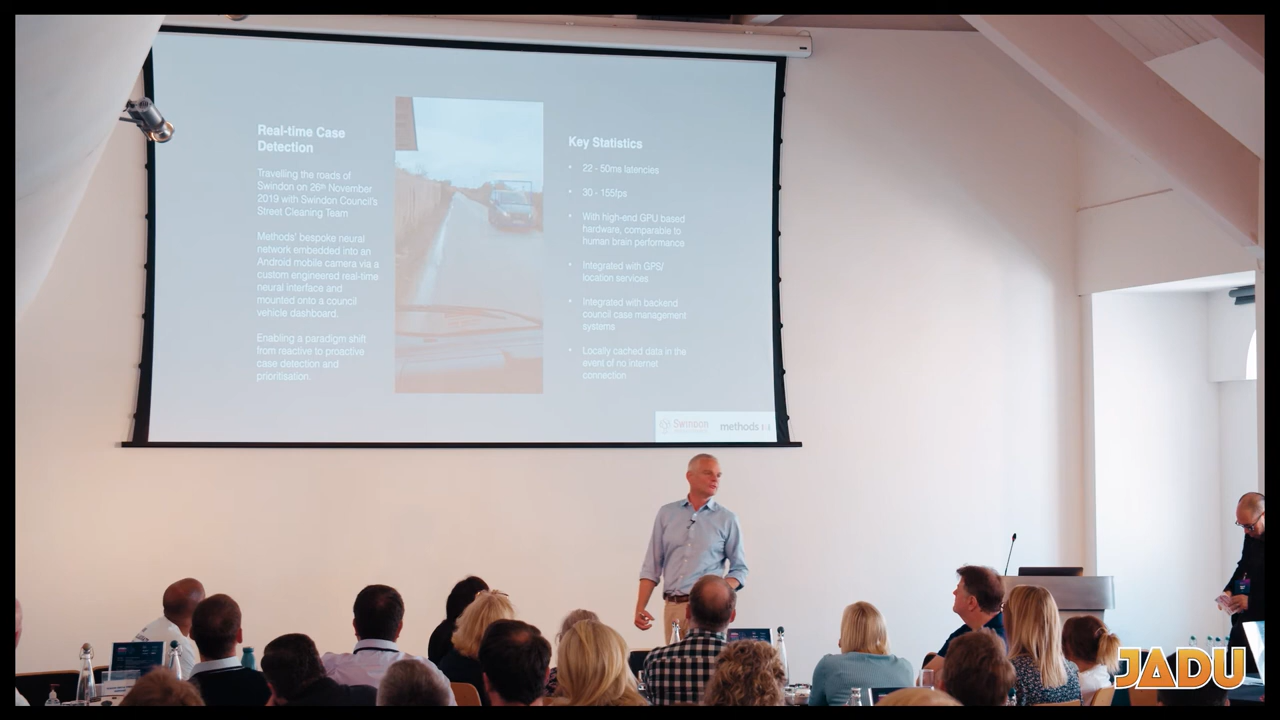 Real-time Case
Detection
Travelling the roads of
Swindon on 26th November
2019 with Swindon Council's
Street Cleaning Team
Methods' bespoke neural
network embedded into an
Android mobile camera via a
custom engineered real-time
neural interface and
mounted onto a council
vehicle dashboard.
Enabling a paradigm shift
from reactive to proactive
case detection and
prioritisation.
Key Statistics
• 22 - 50ms latencies
• 30 - 155fps
• With high-end GPU based
hardware, comparable to
human brain performance
• Integrated with GPS/
location services
• Integrated with backend
council case management
systems
• Locally cached data in the
event of no internet
connection
Swindon
methods
JADU